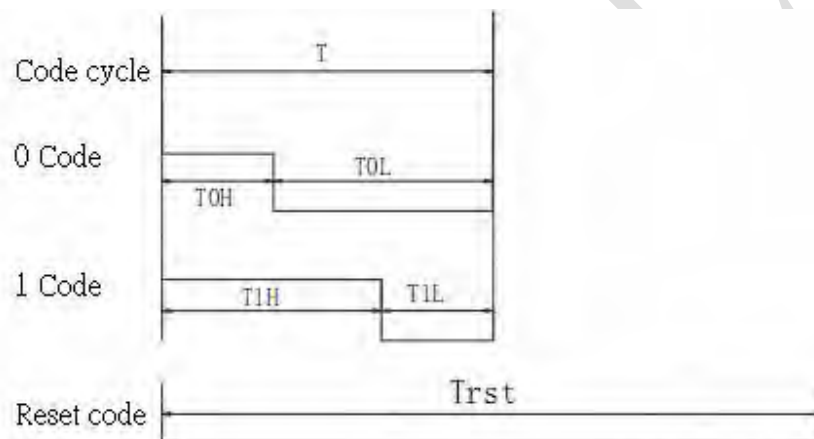 T
Code cycle
0 Code
T0L
T0H
1 Code
T1H
T1L
Trst
Reset code